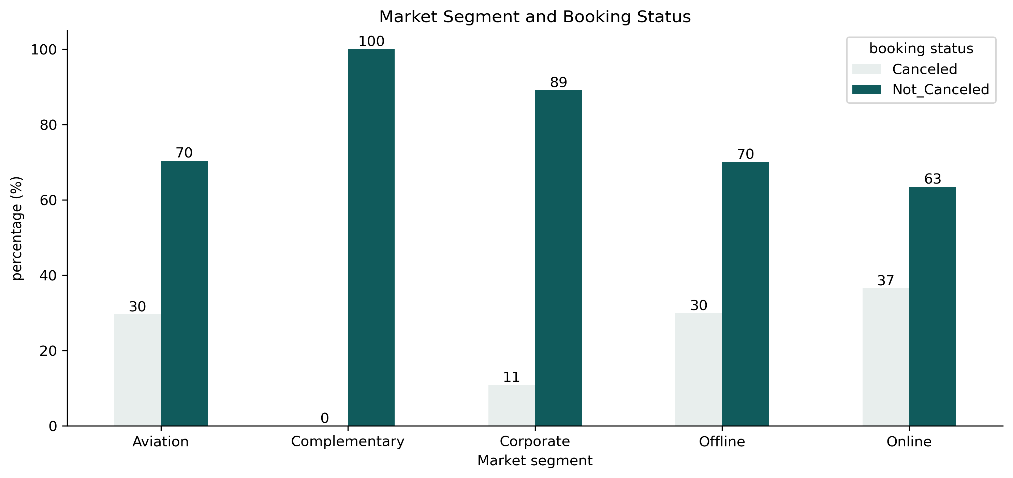 Market Segment and Booking Status
booking status
Canceled
Not_Canceled
percentage (%)
100
80
60
40
20
0
30
70
0
100
11
89
30
70
37
63
Aviation
Complementary
Corporate
Offline
Online
Market segment